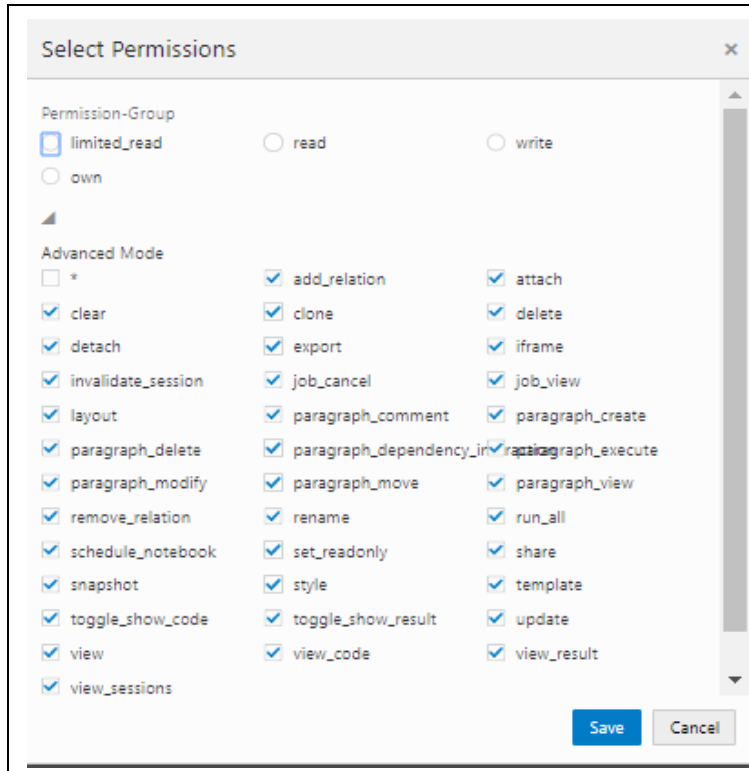 Select Permissions ×
Permission-Group
limited_read read write
own
Advanced Mode
* add_relation attach
clear clone delete
detach export iframe
invalidate_session job_cancel job_view
layout paragraph_comment paragraph_create
paragraph_delete paragraph_dependency_interaction paragraph_execute
paragraph_modify paragraph_move paragraph_view
remove_relation rename run_all
schedule_notebook set_readonly share
snapshot style template
toggle_show_code toggle_show_result update
view view_code view_result
view_sessions
Save Cancel